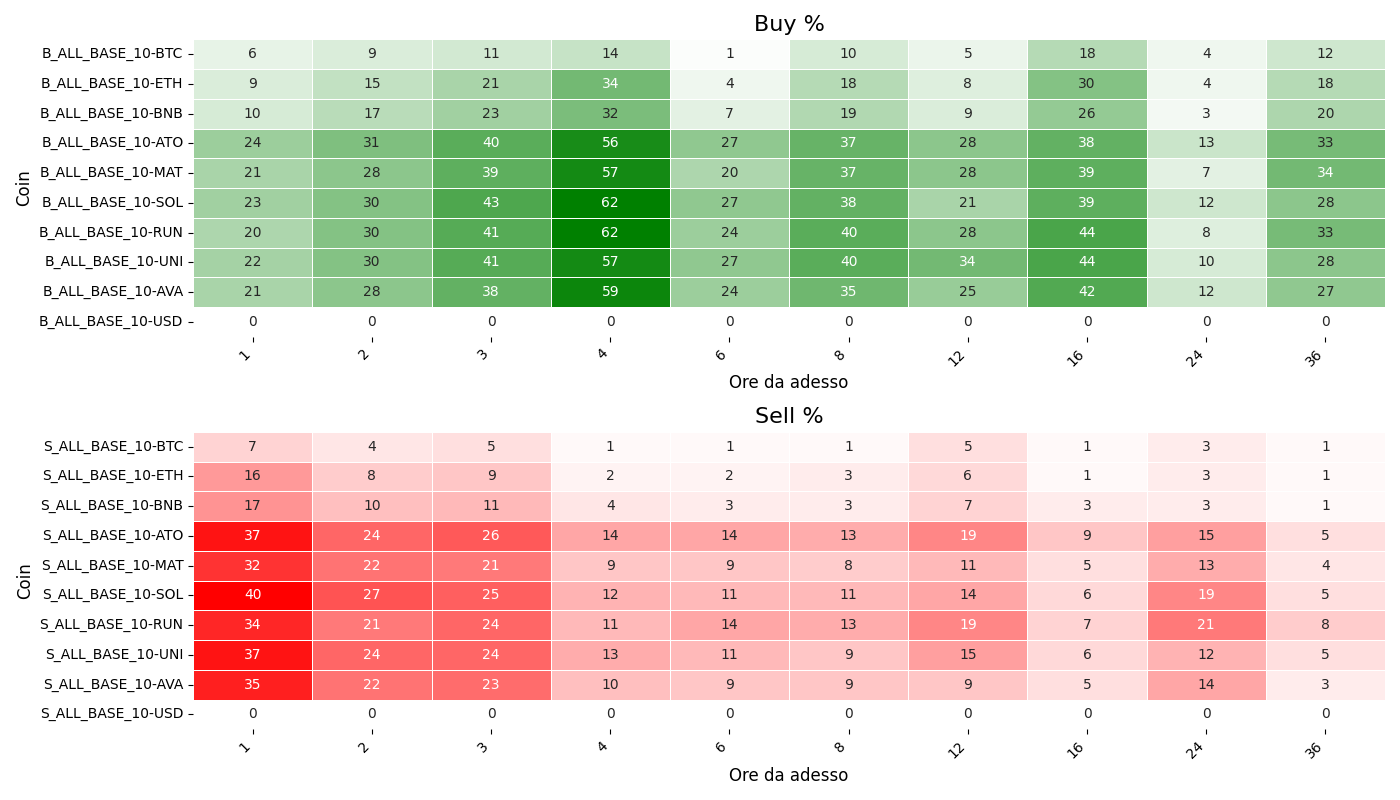 Buy %
Coin
B_ALL_BASE_10-BTC 6 9 11 14 1 10 5 18 4 12
B_ALL_BASE_10-ETH 9 15 21 34 4 18 8 30 4 18
B_ALL_BASE_10-BNB 10 17 23 32 7 19 9 26 3 20
B_ALL_BASE_10-ATO 24 31 40 56 27 37 28 38 13 33
B_ALL_BASE_10-MAT 21 28 39 57 20 37 28 39 7 34
B_ALL_BASE_10-SOL 23 30 43 62 27 38 21 39 12 28
B_ALL_BASE_10-RUN 20 30 41 62 24 40 28 44 8 33
B_ALL_BASE_10-UNI 22 30 41 57 27 40 34 44 10 28
B_ALL_BASE_10-AVA 21 28 38 59 24 35 25 42 12 27
B_ALL_BASE_10-USD 0 0 0 0 0 0 0 0 0 0
1 2 3 4 6 8 12 16 24 36
Ore da adesso
Sell %
Coin
S_ALL_BASE_10-BTC 7 4 5 1 1 1 5 1 3 1
S_ALL_BASE_10-ETH 16 8 9 2 2 3 6 1 3 1
S_ALL_BASE_10-BNB 17 10 11 4 3 3 7 3 3 1
S_ALL_BASE_10-ATO 37 24 26 14 14 13 19 9 15 5
S_ALL_BASE_10-MAT 32 22 21 9 9 8 11 5 13 4
S_ALL_BASE_10-SOL 40 27 25 12 11 11 14 6 19 5
S_ALL_BASE_10-RUN 34 21 24 11 14 13 19 7 21 8
S_ALL_BASE_10-UNI 37 24 24 13 11 9 15 6 12 5
S_ALL_BASE_10-AVA 35 22 23 10 9 9 9 5 14 3
S_ALL_BASE_10-USD 0 0 0 0 0 0 0 0 0 0
1 2 3 4 6 8 12 16 24 36
Ore da adesso